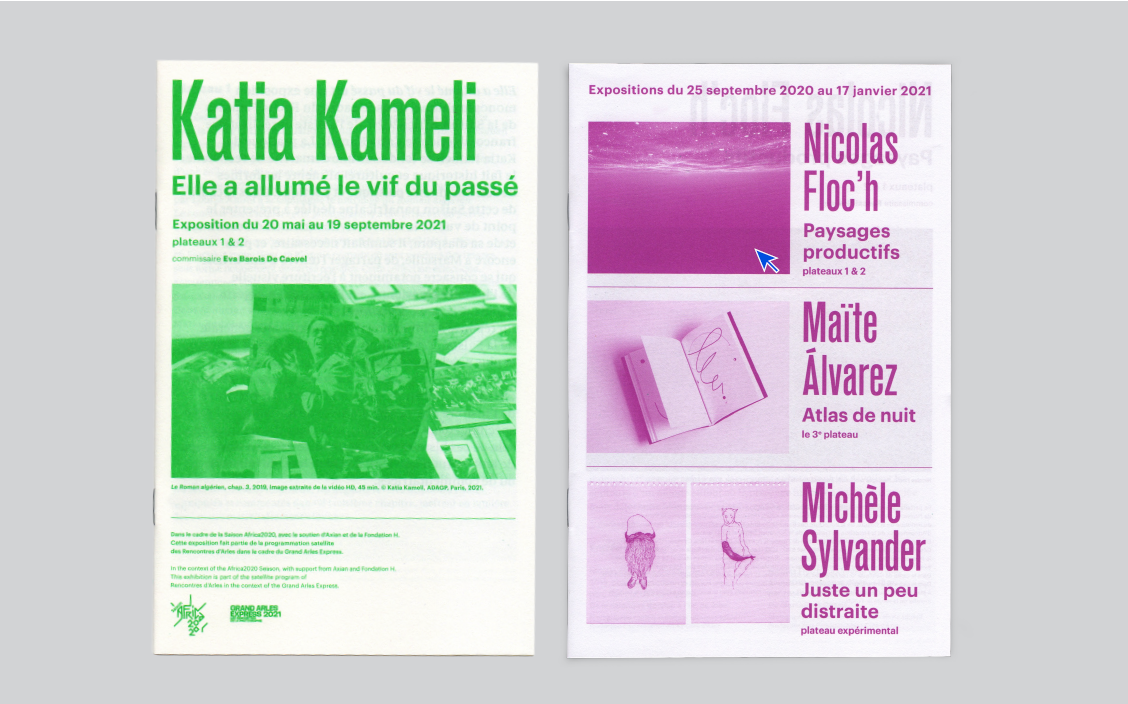 Katia Kameli
Elle a allumé le vif du passé
Exposition du 20 mai au 19 septembre 2021
plateaux 1 & 2
commissaire Eva Barois De Caevel
Le Roman algérien, chap. 3, 2019, Image extraite de la vidéo HD, 45 min. © Katia Kameli, ADAGP, Paris, 2021.
Dans le cadre de la Saison Africa2020, avec le soutien d'Axian et de la Fondation H.
Cette exposition fait partie de la programmation satellite
des Rencontres d'Arles dans le cadre du Grand Arles Express.
In the context of the Africa2020 Season, with support from Axian and Fondation H.
This exhibition is part of the satellite program of
Rencontres d'Arles in the context of the Grand Arles Express.
AFRICA
2020
GRAND ARLES
EXPRESS 2021
Expositions du 25 septembre 2020 au 17 janvier 2021
Nicolas
Floc'h
Paysages
productifs
plateaux 1 & 2
Maïte
Álvarez
Atlas de nuit
le 3e plateau
Michèle
Sylvander
Juste un peu
distraite
plateau expérimental